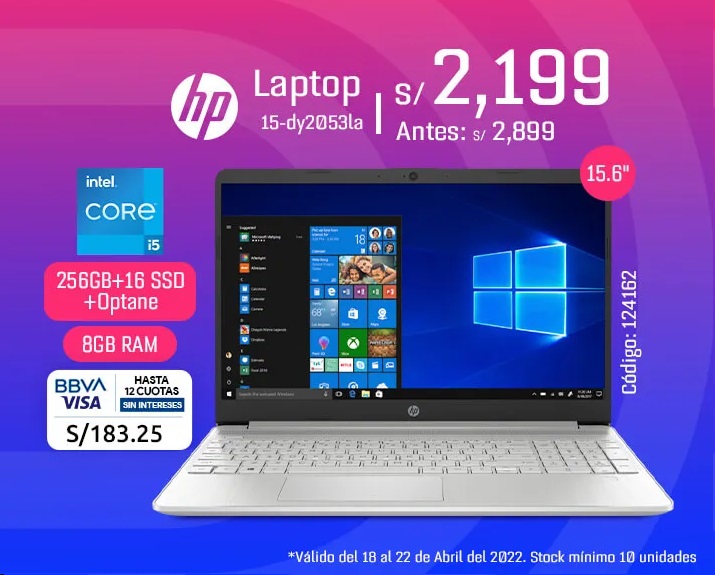 hp
Laptop
15-dy2053la
S/ 2,199
Antes: S/ 2,899
15.6"
intel
CORE
i5
256GB+16 SSD
+Optane
8GB RAM
BBVA
VISA
HASTA
12 CUOTAS
SIN INTERESES
S/183.25
Código: 124162
18
hp
*Válido del 18 al 22 de Abril del 2022. Stock mínimo 10 unidades